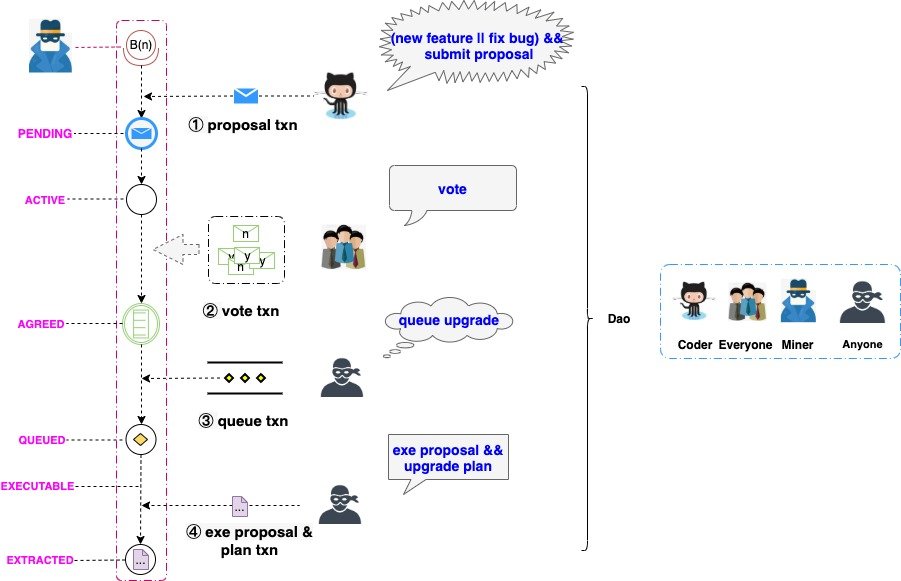 B(n)
(new feature || fix bug) &&
submit proposal
① proposal txn
PENDING
ACTIVE
vote
n
y
y
n
y
② vote txn
AGREED
queue upgrade
Dao
Coder
Everyone
Miner
Anyone
③ queue txn
QUEUED
exe proposal &&
upgrade plan
EXECUTABLE
...
④ exe proposal &
plan txn
EXTRACTED
...